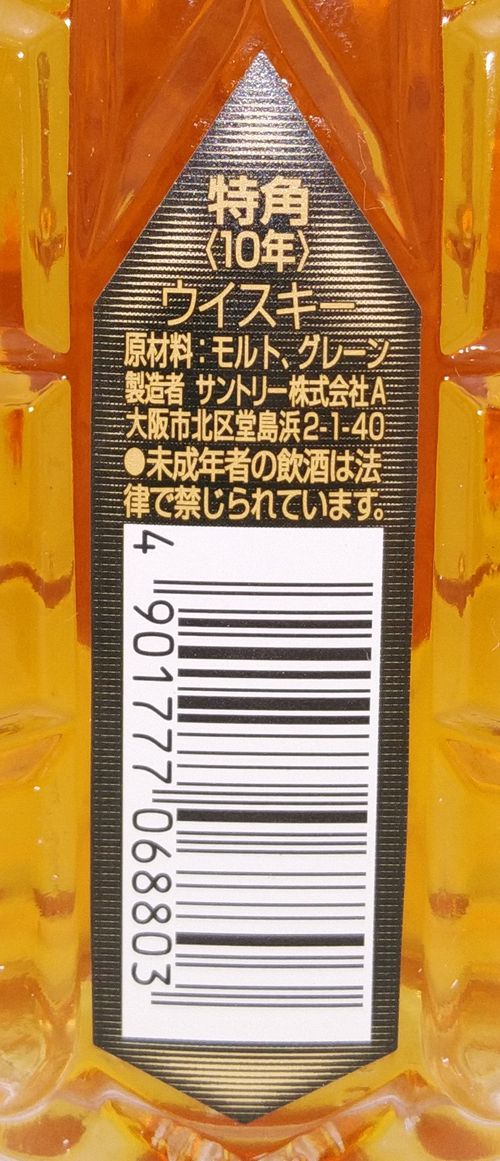 特角
〈10年〉
ウイスキー
原材料：モルト、グレーン
製造者 サントリー株式会社A
大阪市北区堂島浜2-1-40
●未成年者の飲酒は法
律で禁じられています。
4 901777 068803